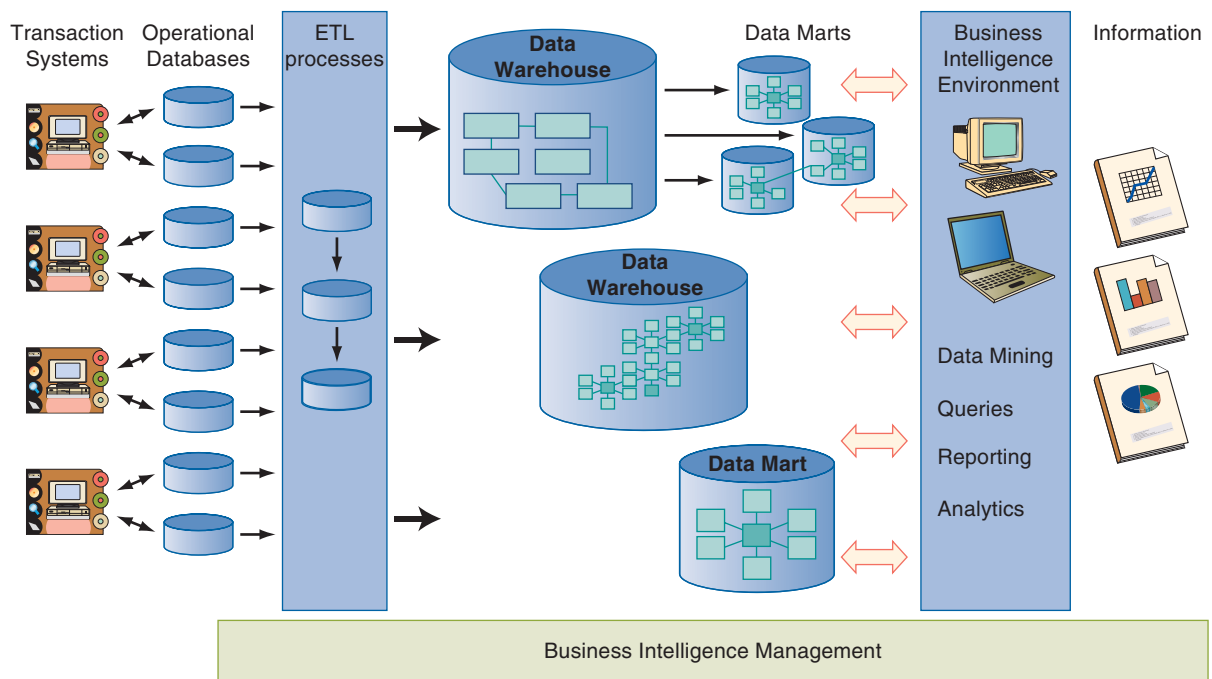 Transaction
Systems
Operational
Databases
ETL
processes
Data
Warehouse
Data Marts
Business
Intelligence
Environment
Information
Data
Warehouse
Data Mining
Queries
Reporting
Analytics
Data Mart
Business Intelligence Management